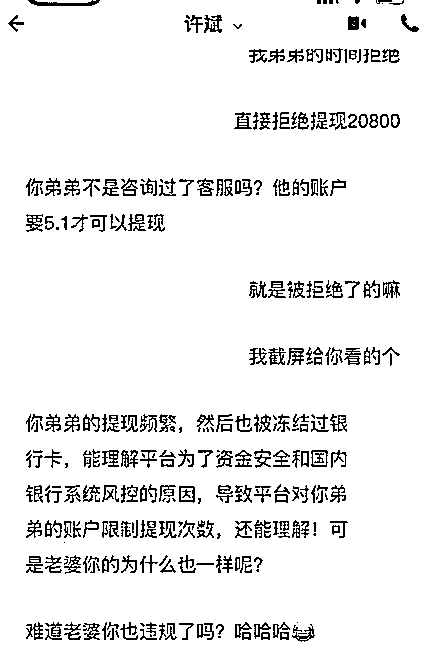 许斌
我弟弟的时间拒绝
直接拒绝提现20800
你弟弟不是咨询过了客服吗？他的账户
要5.1才可以提现
就是被拒绝了的嘛
我截屏给你看的个
你弟弟的提现频繁，然后也被冻结过银
行卡，能理解平台为了资金安全和国内
银行系统风控的原因，导致平台对你弟
弟的账户限制提现次数，还能理解！可
是老婆你的为什么也一样呢？
难道老婆你也违规了吗？哈哈哈